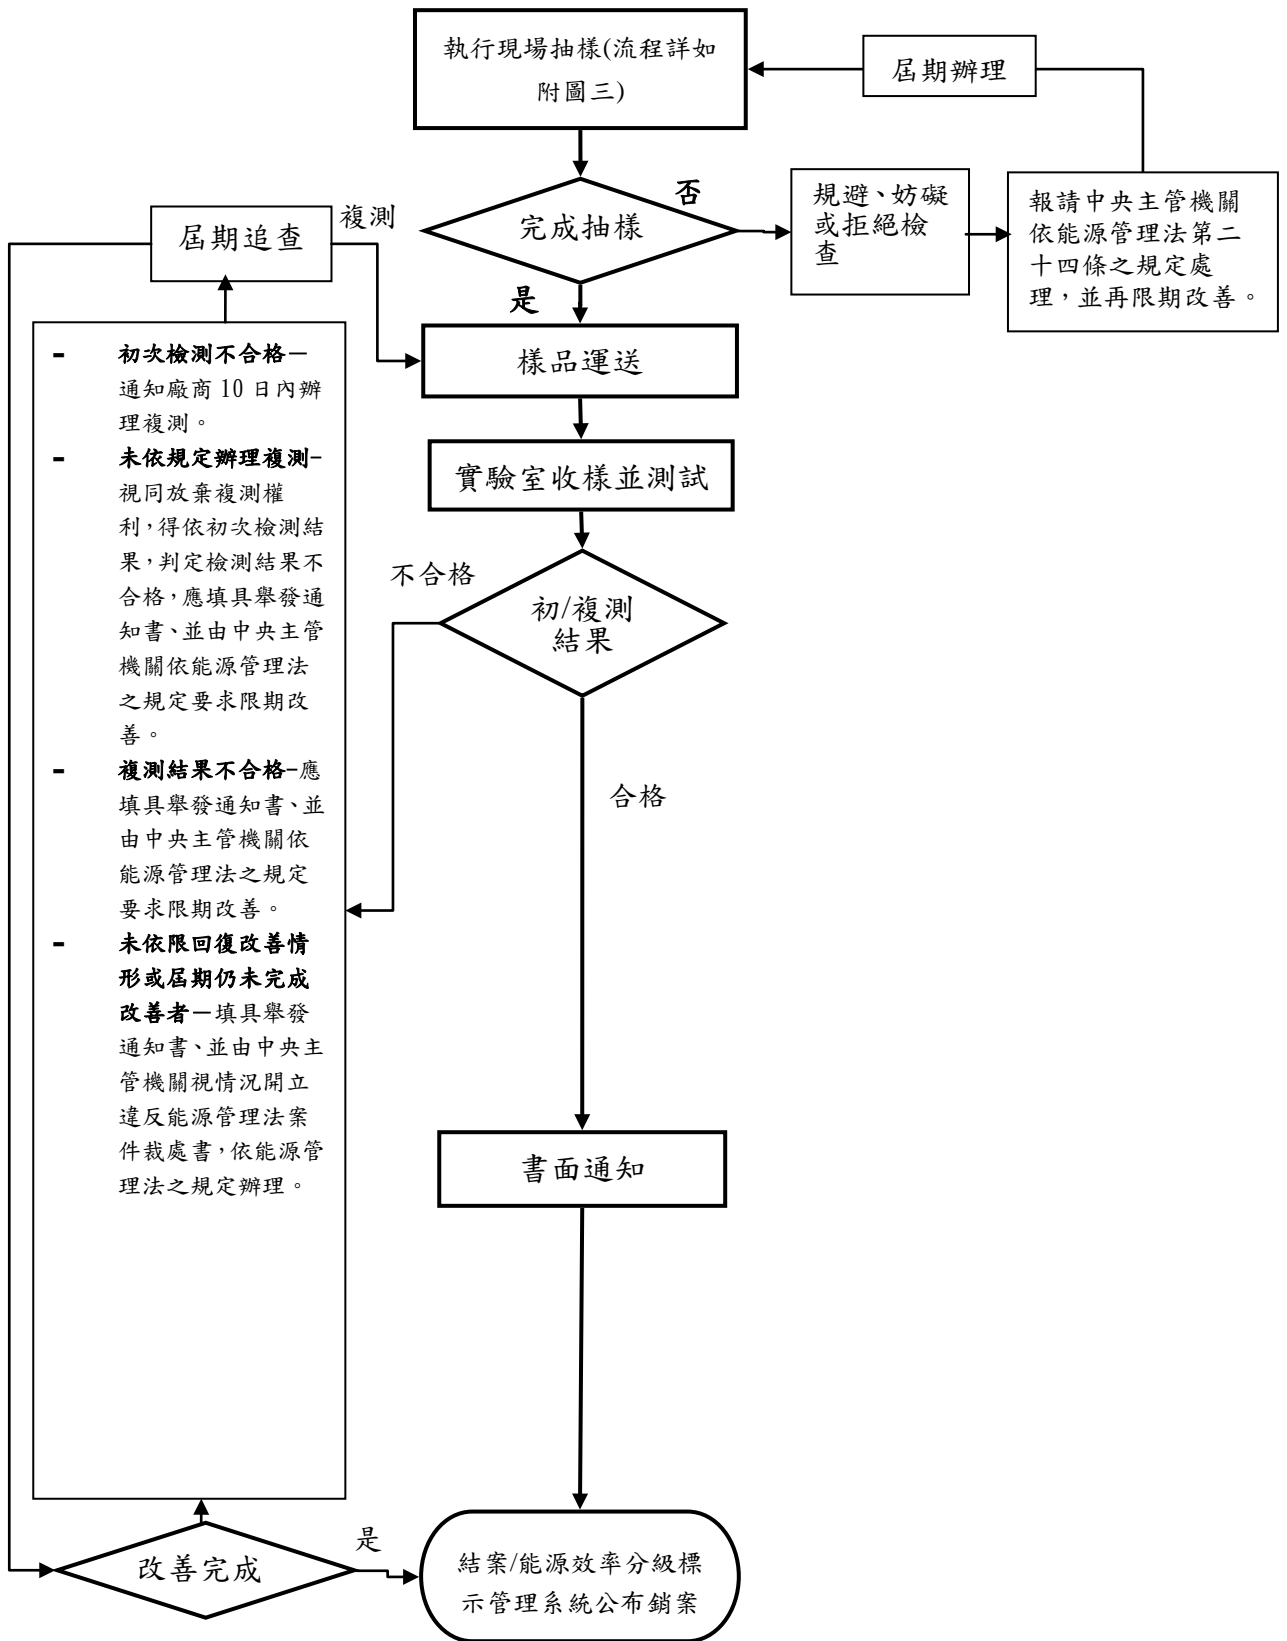 執行現場抽樣(流程詳如
附圖三)
屆期辦理
完成抽樣
否
規避、妨礙
或拒絕檢
查
報請中央主管機關
依能源管理法第二
十四條之規定處
理，並再限期改善。
屆期追查
複測
是
樣品運送
- 初次檢測不合格－
通知廠商 10 日內辦
理複測。
- 未依規定辦理複測-
視同放棄複測權
利，得依初次檢測結
果，判定檢測結果不
合格，應填具舉發通
知書、並由中央主管
機關依能源管理法
之規定要求限期改
善。
- 複測結果不合格-應
填具舉發通知書、並
由中央主管機關依
能源管理法之規定
要求限期改善。
- 未依限回復改善情
形或屆期仍未完成
改善者－填具舉發
通知書、並由中央主
管機關視情況開立
違反能源管理法案
件裁處書，依能源管
理法之規定辦理。
實驗室收樣並測試
不合格
初/複測
結果
合格
書面通知
改善完成
是
結案/能源效率分級標
示管理系統公布銷案